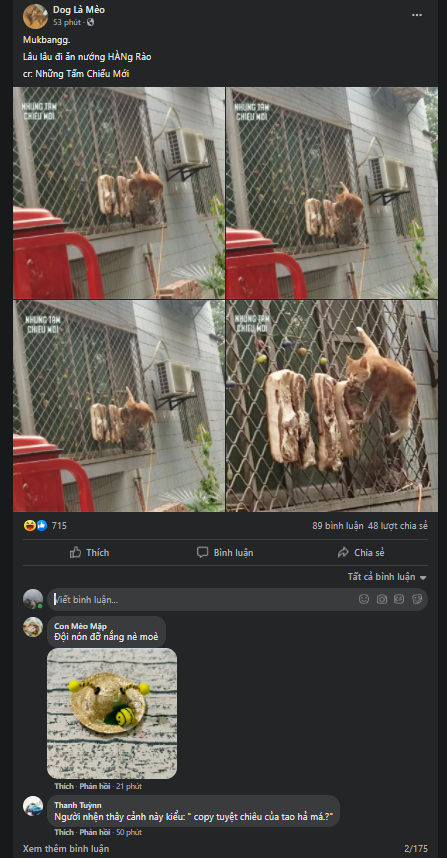 Dog Là Mèo
53 phút ·
Mukbangg.
Lâu lâu đi ăn nướng HÀNg Rào
cr: Những Tấm Chiếu Mới
NHỮNG TẤM
CHIẾU MỚI
NHỮNG TẤM
CHIẾU MỚI
NHỮNG TẤM
CHIẾU MỚI
NHỮNG TẤM
CHIẾU MỚI
715
89 bình luận 48 lượt chia sẻ
Thích Bình luận Chia sẻ
Tất cả bình luận
Viết bình luận...
Con Mèo Mập
Đội nón đỡ nắng nè moè
Thích · Phản hồi · 21 phút
Thanh Tuỳnn
Người nhện thấy cảnh này kiểu: “ copy tuyệt chiêu của tao hả má.?”
Thích · Phản hồi · 50 phút
Xem thêm bình luận 2/175